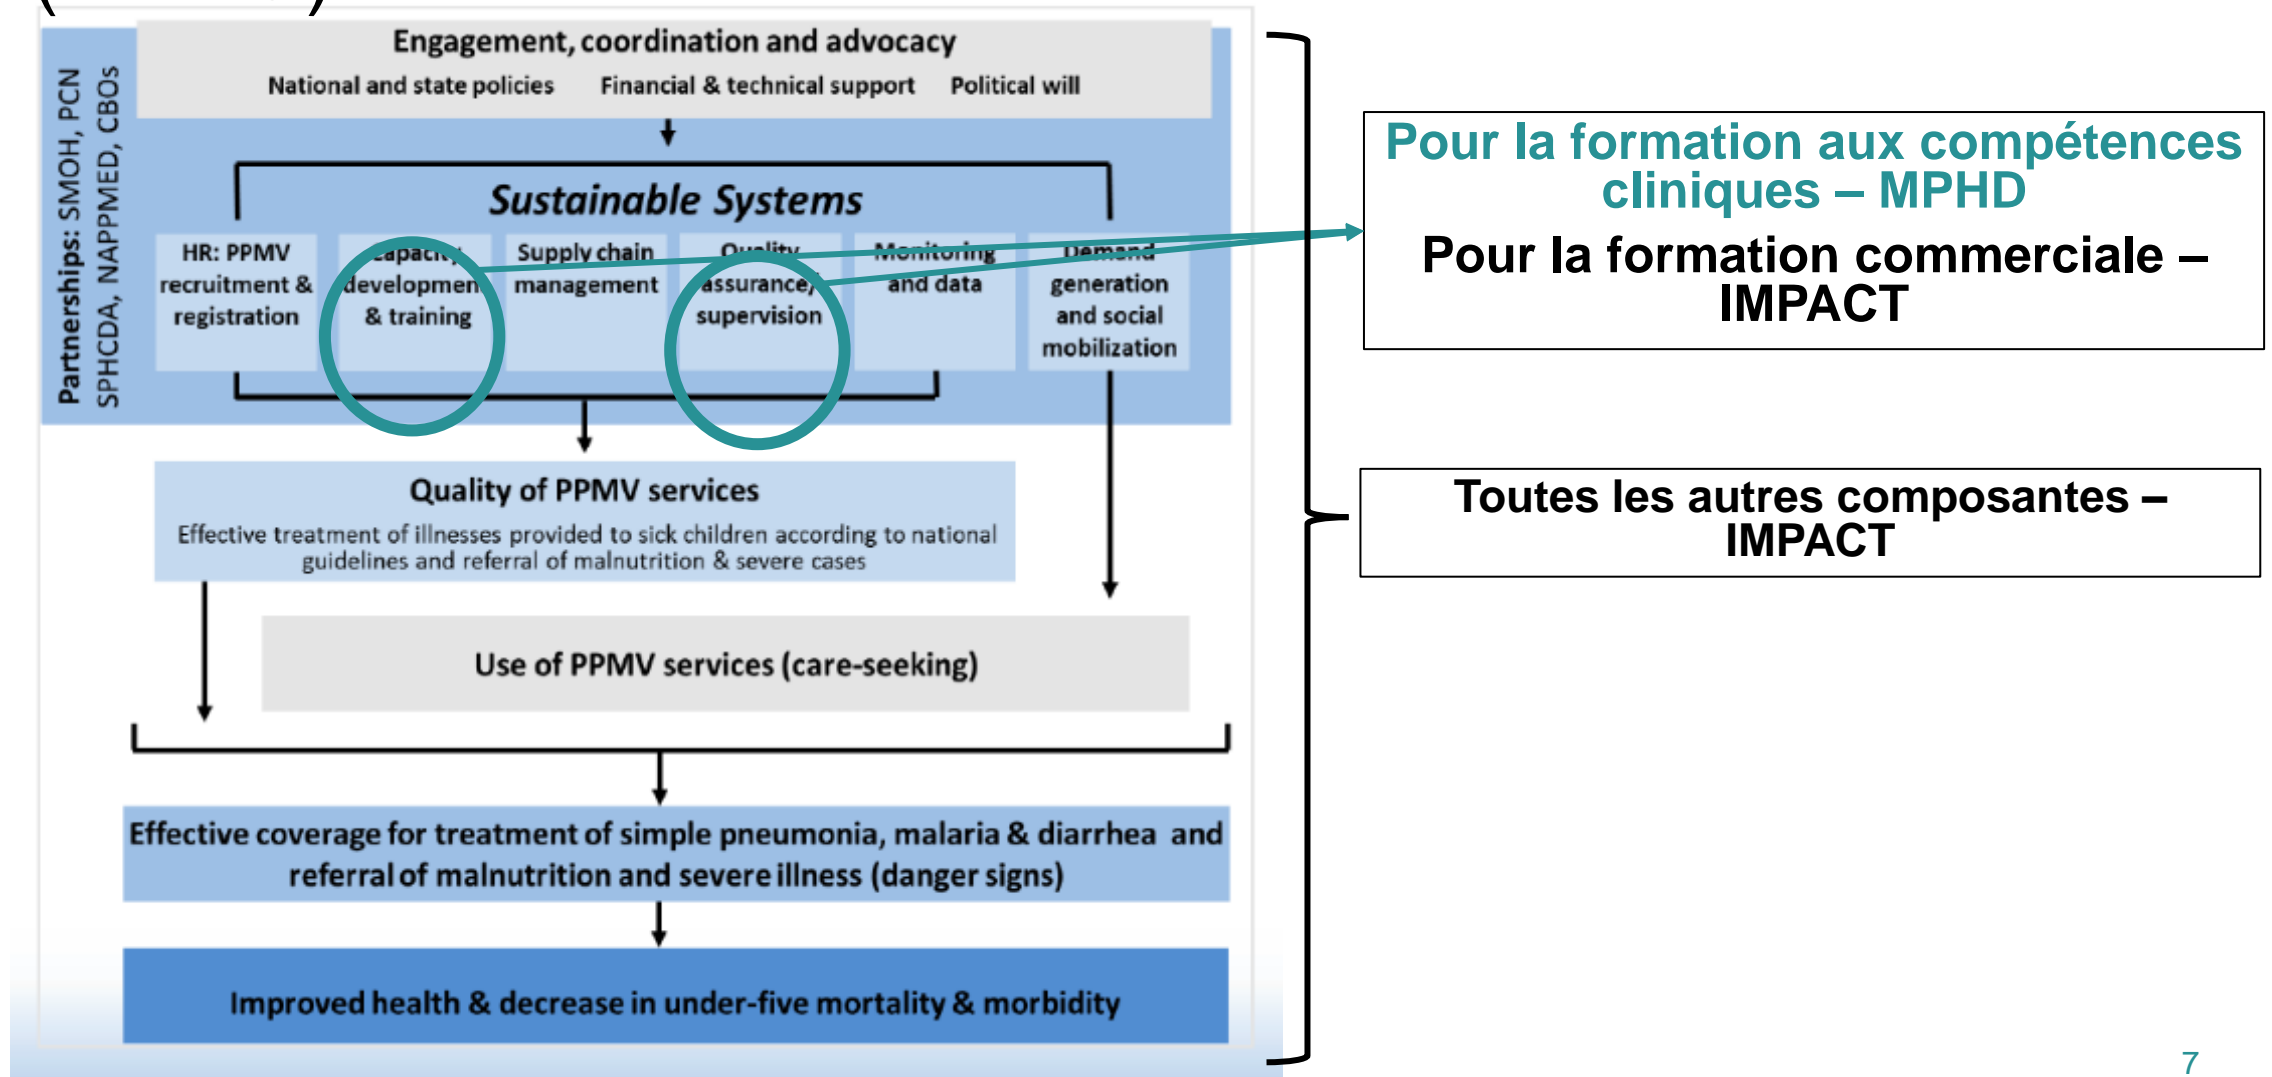 Engagement, coordination and advocacy
National and state policies Financial & technical support Political will
Partnerships: SMOH, PCN
SPHCDA, NAPPMED, CBOs
Sustainable Systems
HR: PPMV
recruitment &
registration
Capacity
development
& training
Supply chain
management
Quality
assurance/
supervision
Monitoring
and data
Demand
generation
and social
mobilization
Quality of PPMV services
Effective treatment of illnesses provided to sick children according to national
guidelines and referral of malnutrition & severe cases
Use of PPMV services (care-seeking)
Effective coverage for treatment of simple pneumonia, malaria & diarrhea and
referral of malnutrition and severe illness (danger signs)
Improved health & decrease in under-five mortality & morbidity
Pour la formation aux compétences
cliniques – MPHD
Pour la formation commerciale –
IMPACT
Toutes les autres composantes –
IMPACT
7